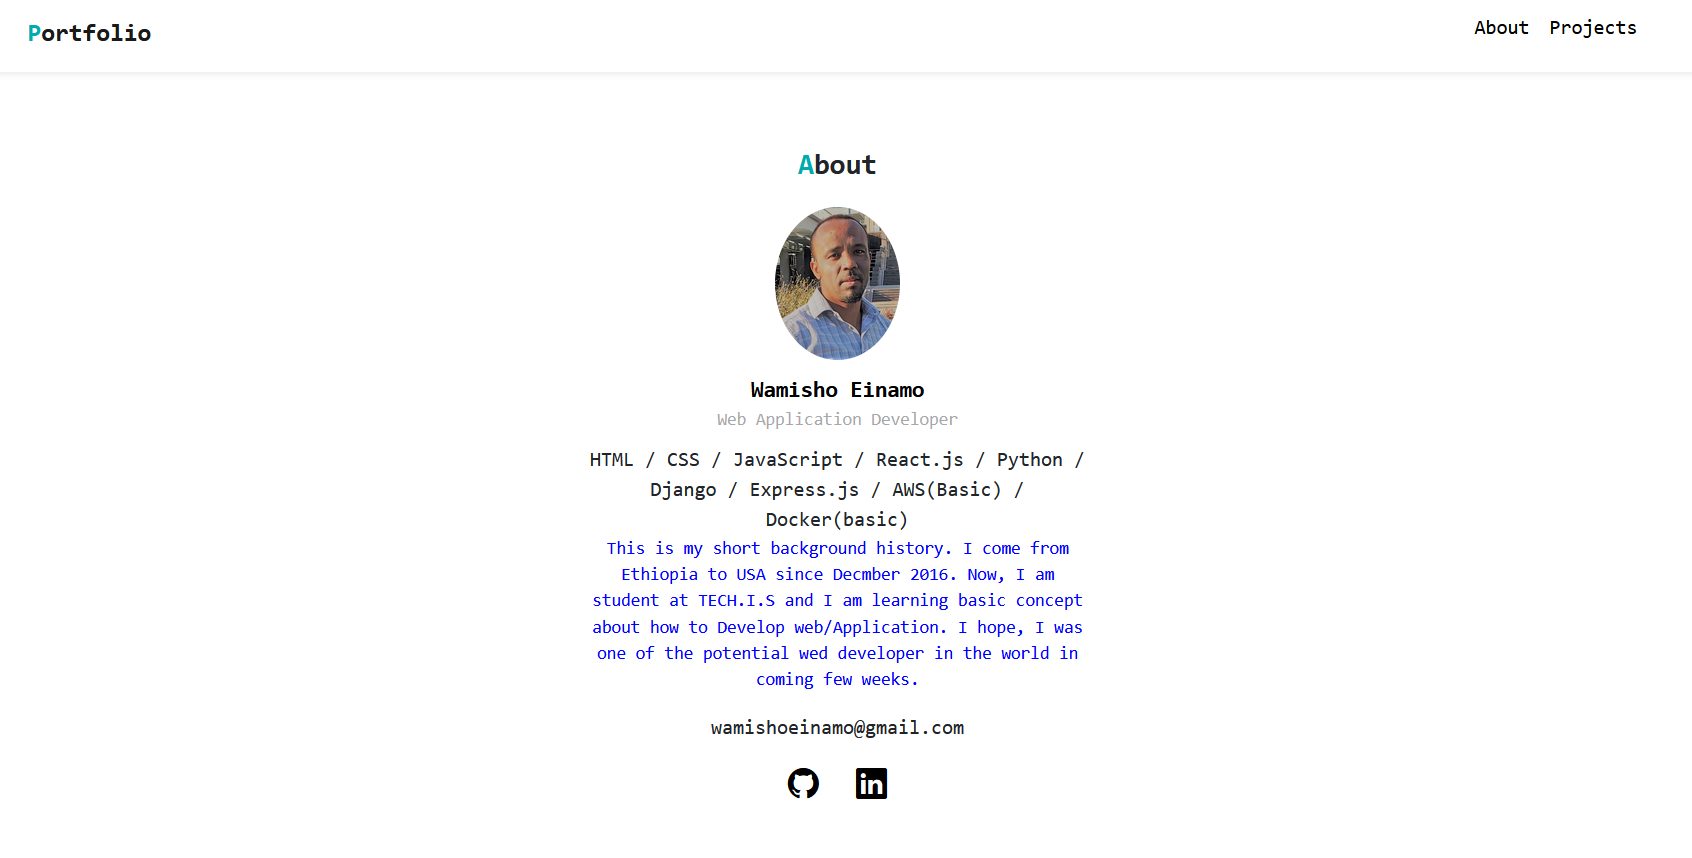 Portfolio
About Projects
About
Wamisho Einamo
Web Application Developer
HTML / CSS / JavaScript / React.js / Python /
Django / Express.js / AWS(Basic) /
Docker(basic)
This is my short background history. I come from
Ethiopia to USA since Decmber 2016. Now, I am
student at TECH.I.S and I am learning basic concept
about how to Develop web/Application. I hope, I was
one of the potential wed developer in the world in
coming few weeks.
wamishoeinamo@gmail.com
in